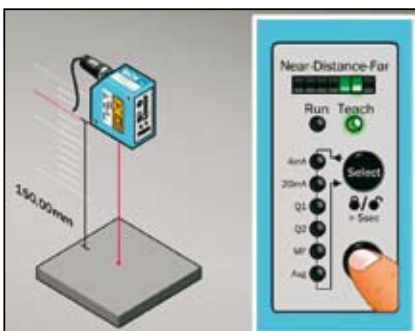 150.00mm
Near-Distance-Far
Run Teach
4mA
Select
20mA
Q1
> 5sec
Q2
MF
Avg